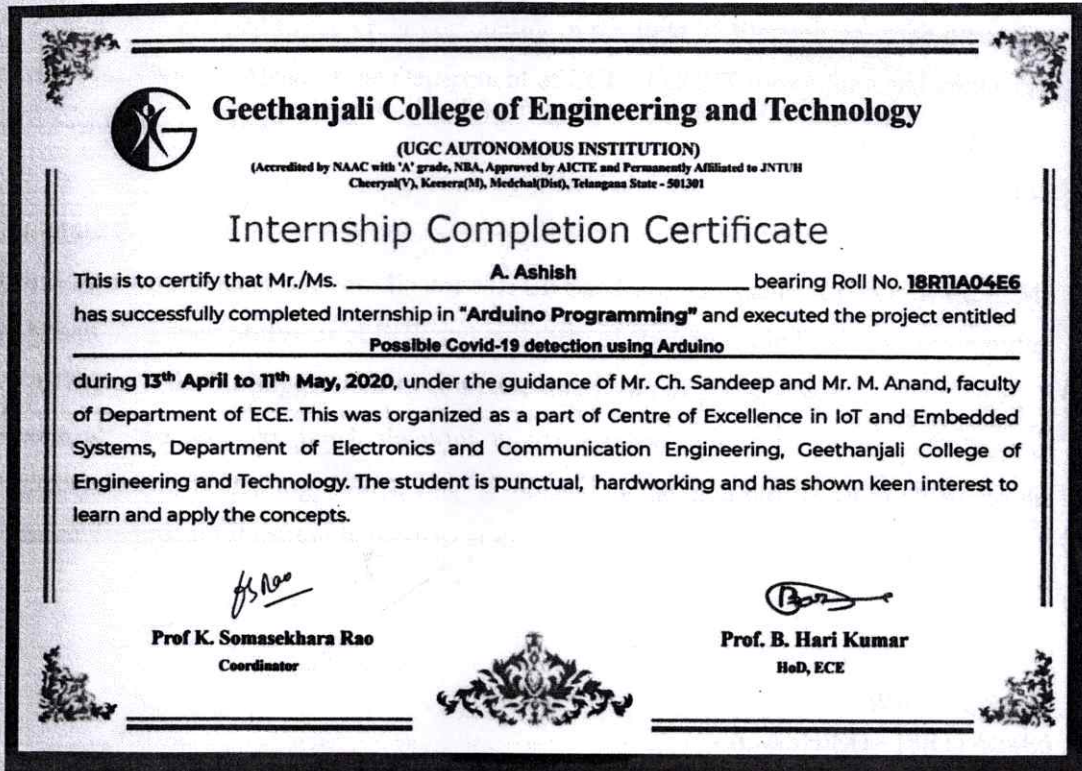 Geethanjali College of Engineering and Technology
(UGC AUTONOMOUS INSTITUTION)
(Accredited by NAAC with 'A' grade, NBA, Approved by AICTE and Permanently Affiliated to JNTUH
Cheeryal(V), Keesera(M), Medchal(Dist), Telangana State - 501301
Internship Completion Certificate
This is to certify that Mr./Ms. A. Ashish bearing Roll No. 18R11A04E6
has successfully completed Internship in "Arduino Programming" and executed the project entitled
Possible Covid-19 detection using Arduino
during 13th April to 11th May, 2020, under the guidance of Mr. Ch. Sandeep and Mr. M. Anand, faculty
of Department of ECE. This was organized as a part of Centre of Excellence in IoT and Embedded
Systems, Department of Electronics and Communication Engineering, Geethanjali College of
Engineering and Technology. The student is punctual, hardworking and has shown keen interest to
learn and apply the concepts.
Prof K. Somasekhara Rao
Coordinator
Prof. B. Hari Kumar
HoD, ECE